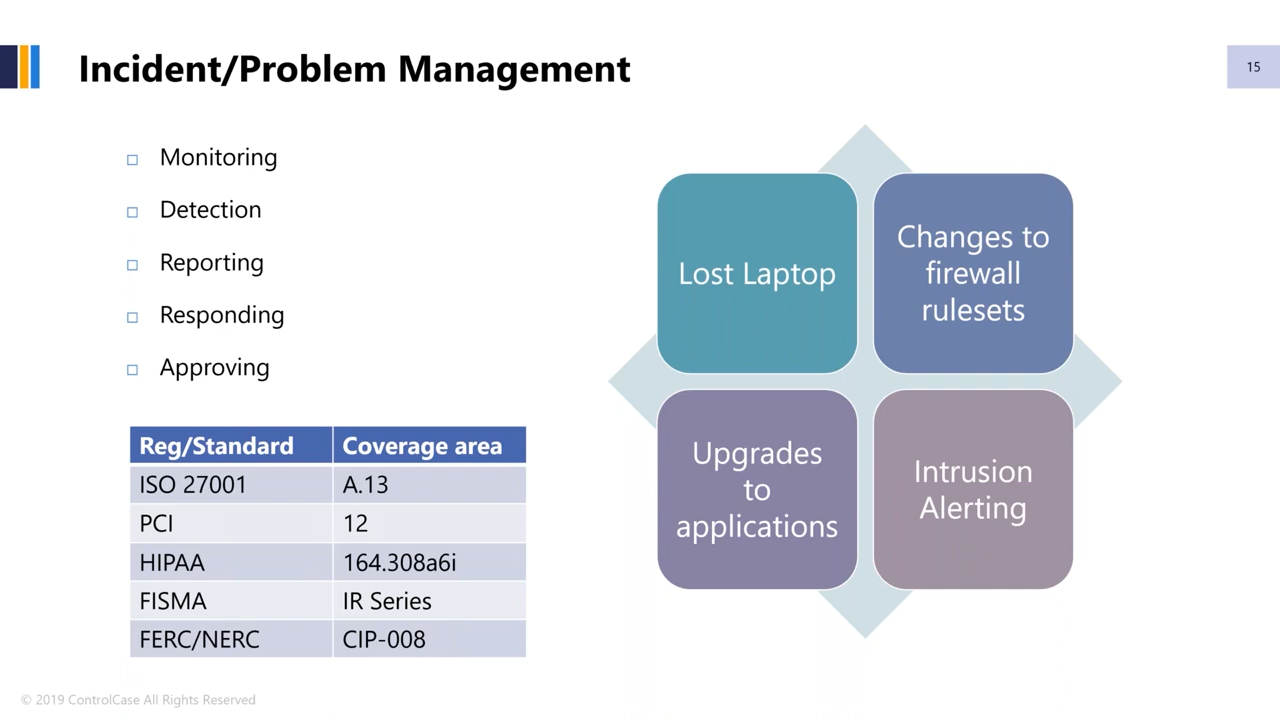 Incident/Problem Management
15
Monitoring
Detection
Reporting
Responding
Approving
Reg/Standard Coverage area
ISO 27001 A.13
PCI 12
HIPAA 164.308a6i
FISMA IR Series
FERC/NERC CIP-008
Lost Laptop
Changes to
firewall
rulesets
Upgrades
to
applications
Intrusion
Alerting
© 2019 ControlCase All Rights Reserved